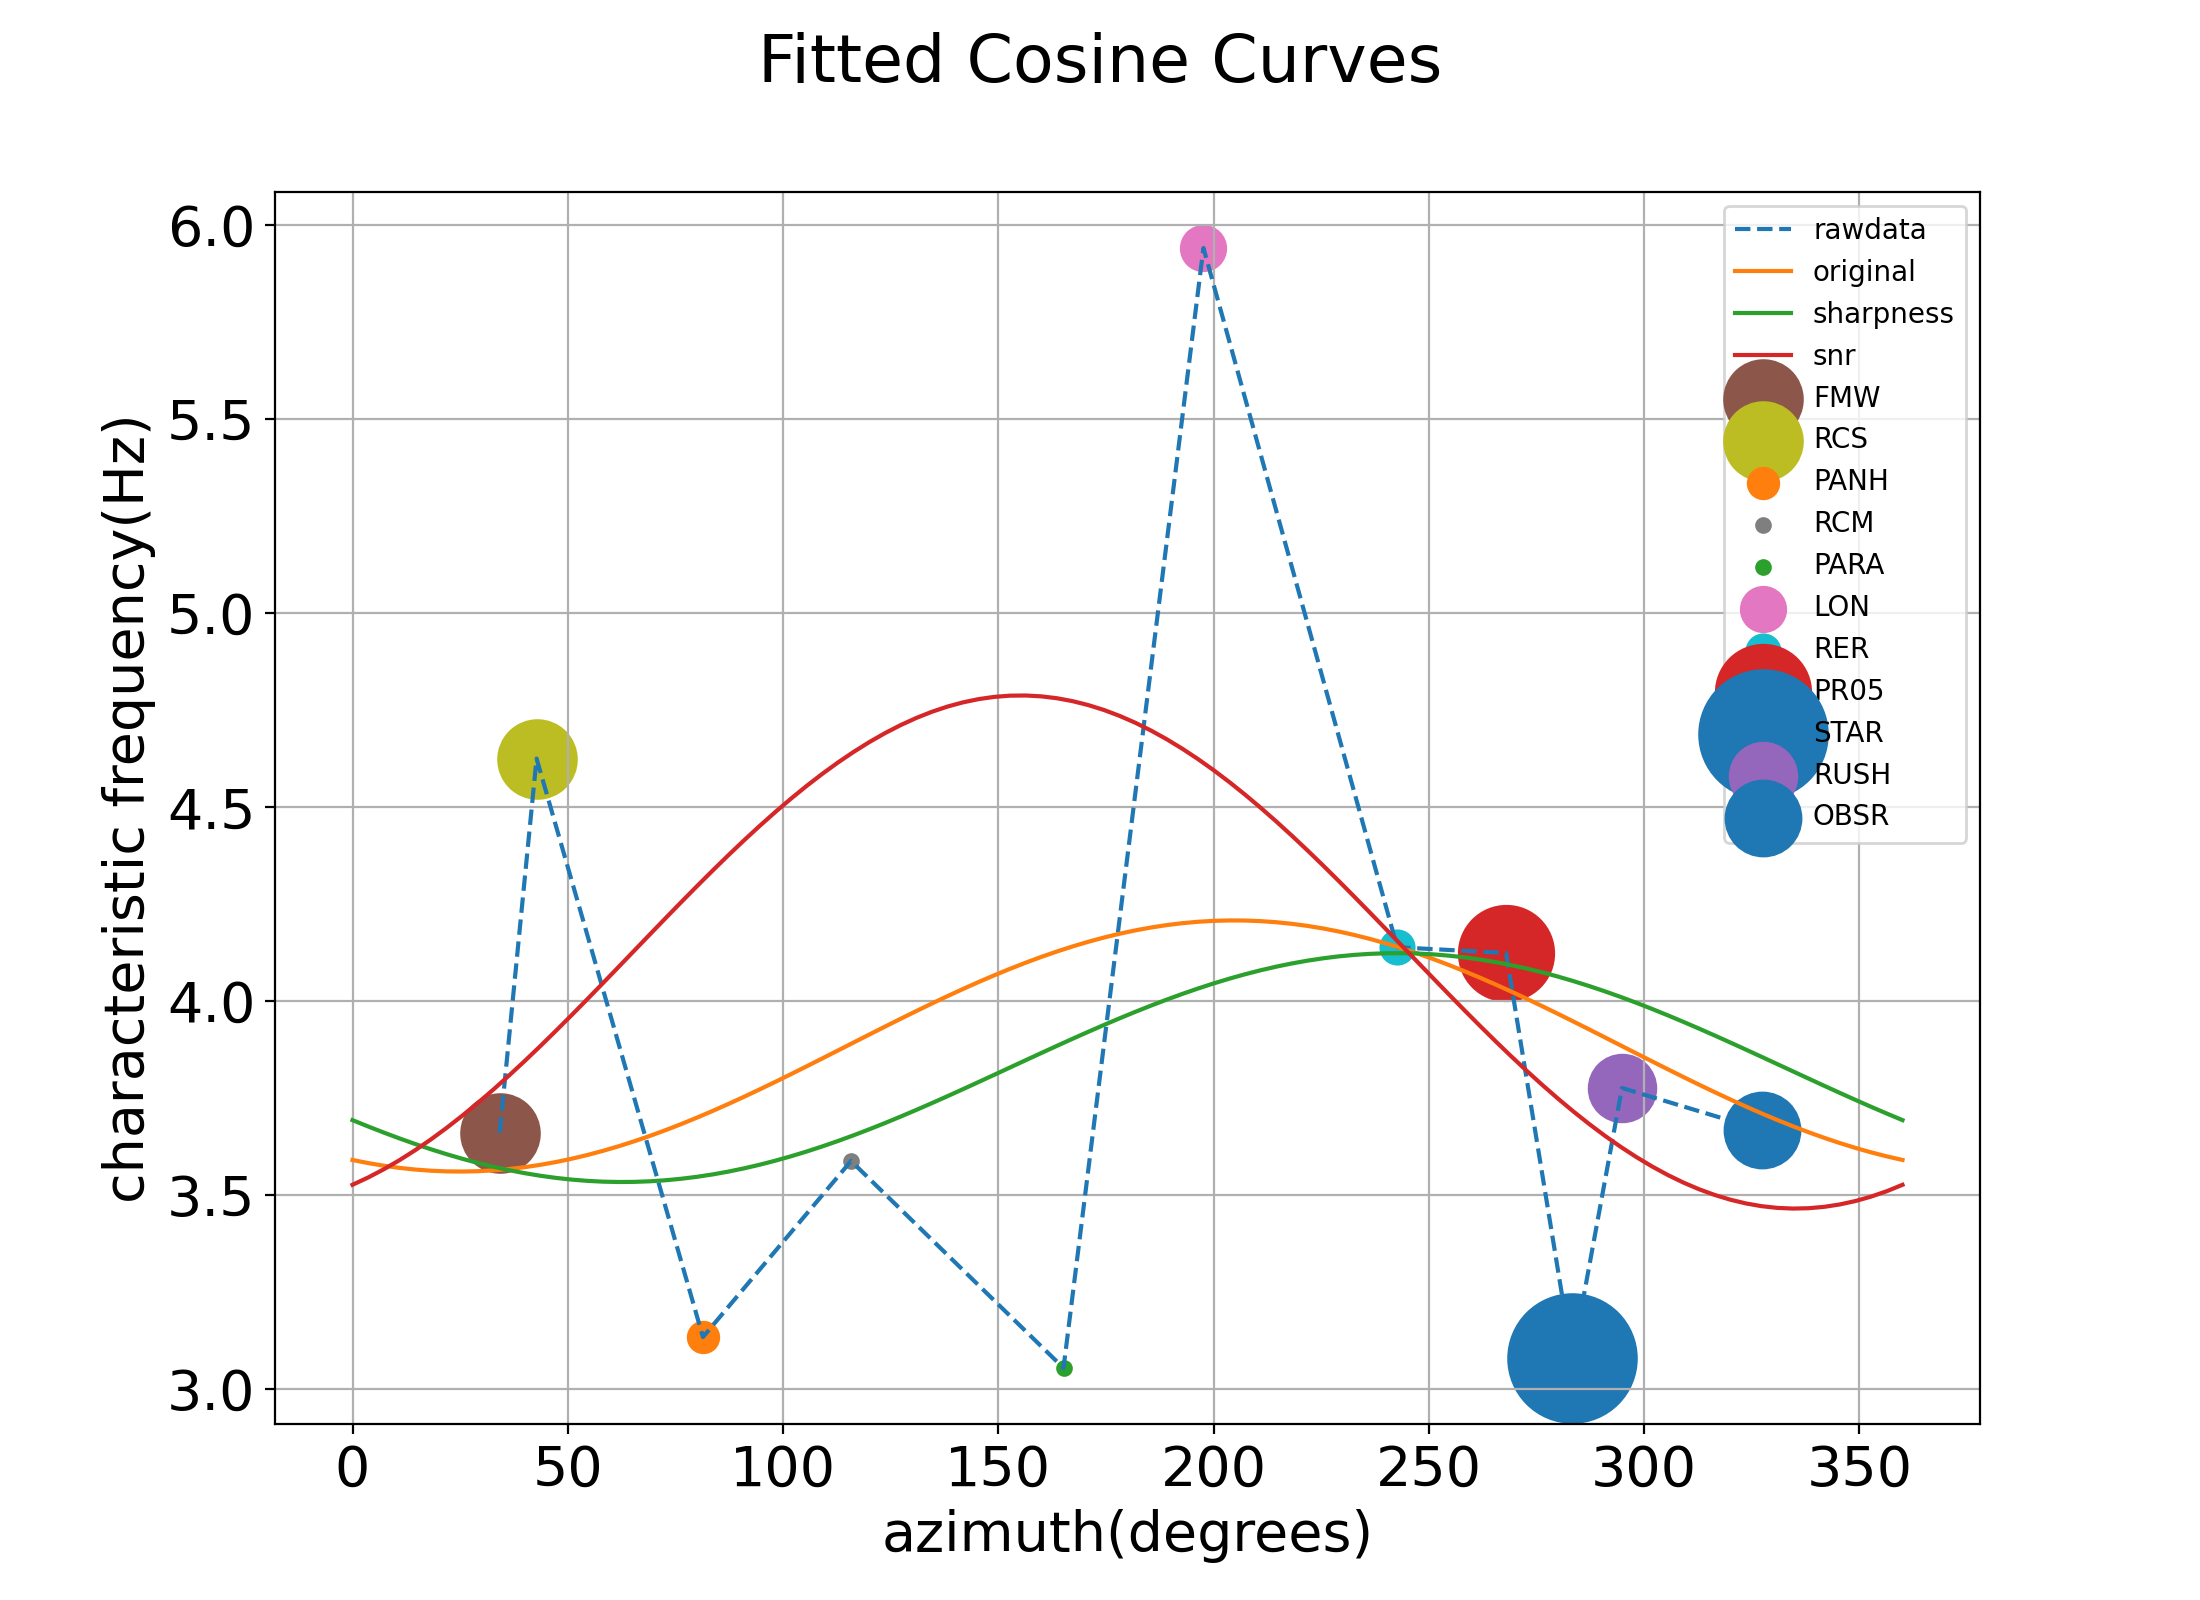 Fitted Cosine Curves
characteristic frequency(Hz)
6.0
5.5
5.0
4.5
4.0
3.5
3.0
rawdata
original
sharpness
snr
FMW
RCS
PANH
RCM
PARA
LON
RER
PR05
STAR
RUSH
OBSR
0 50 100 150 200 250 300 350
azimuth(degrees)